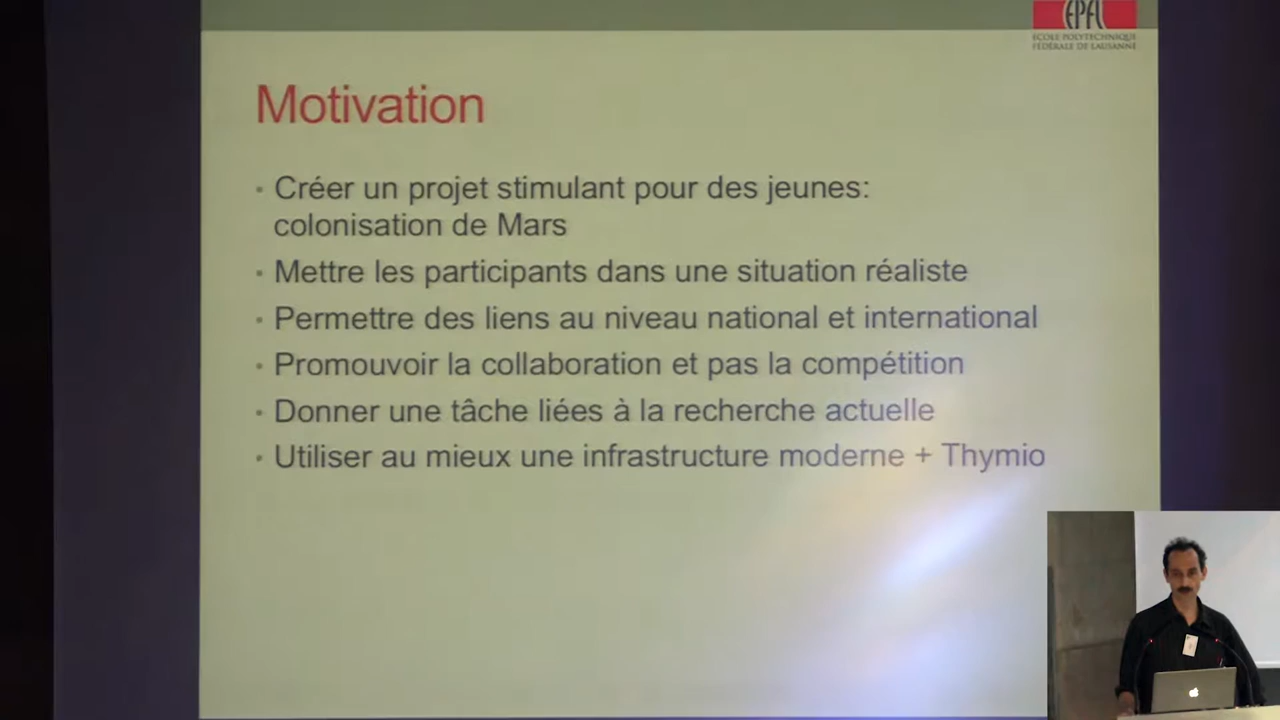 EPFL
ÉCOLE POLYTECHNIQUE
FÉDÉRALE DE LAUSANNE
Motivation
• Créer un projet stimulant pour des jeunes:
colonisation de Mars
• Mettre les participants dans une situation réaliste
• Permettre des liens au niveau national et international
• Promouvoir la collaboration et pas la compétition
• Donner une tâche liées à la recherche actuelle
• Utiliser au mieux une infrastructure moderne + Thymio